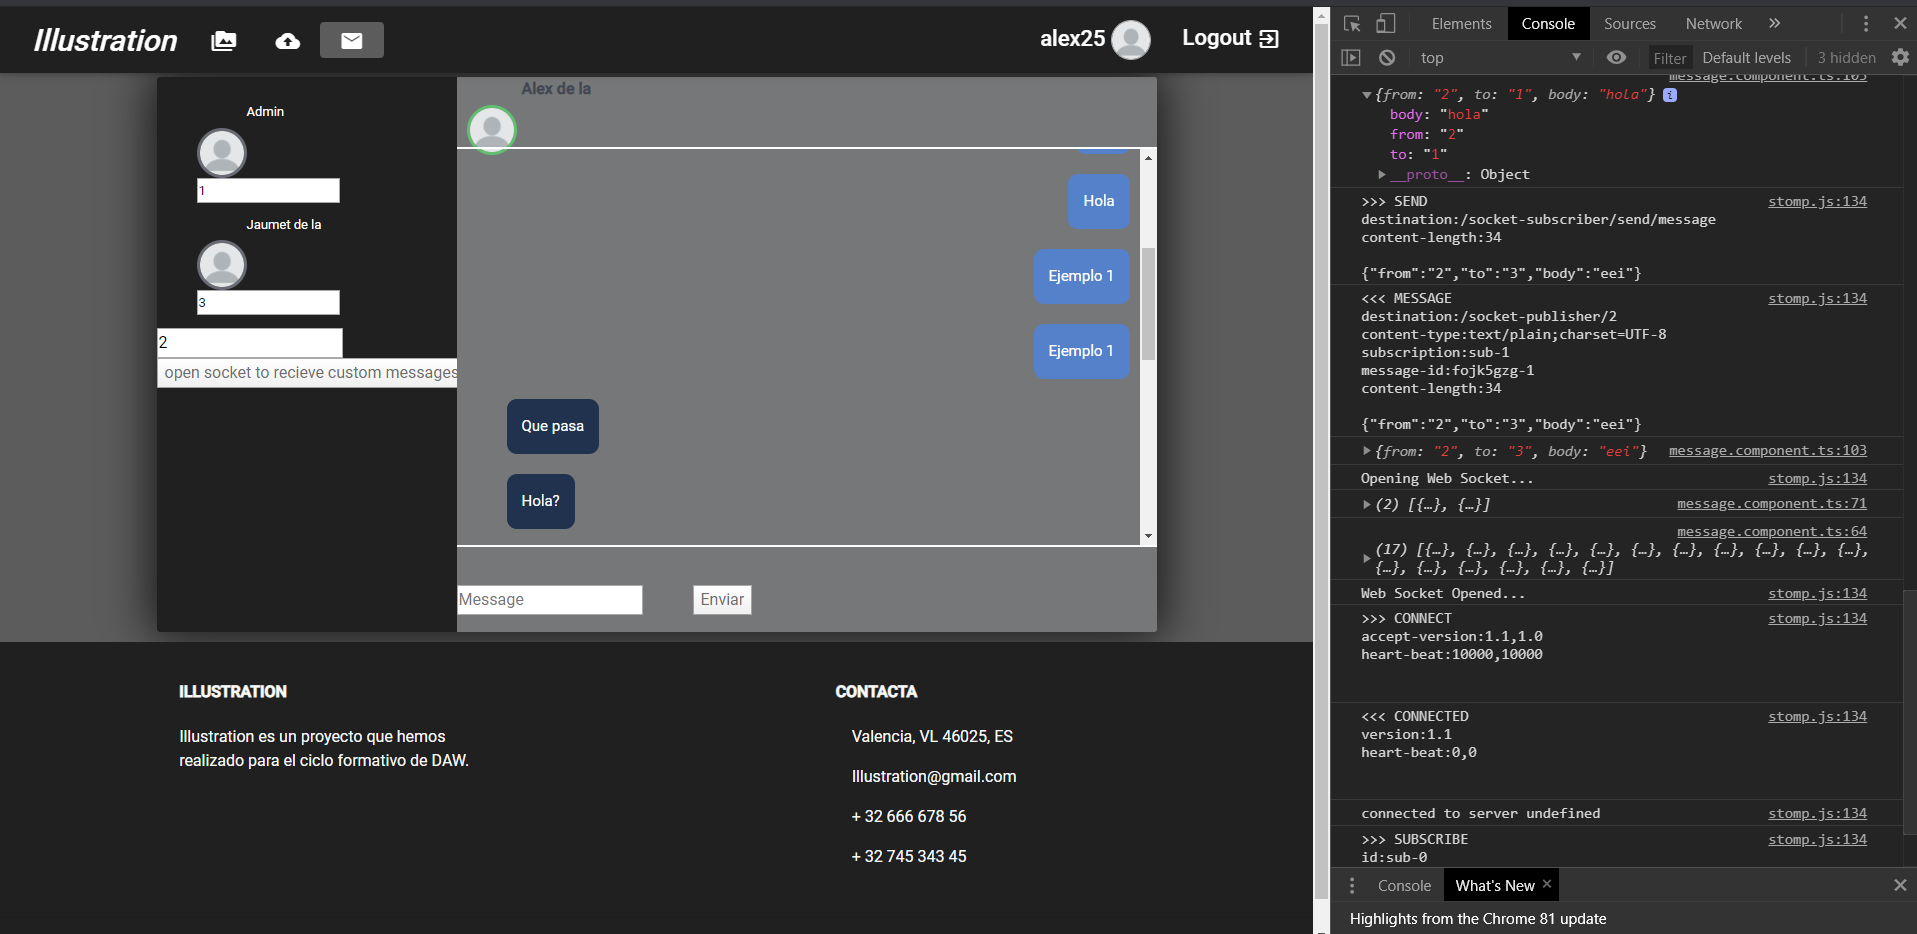 Illustration
alex25
Logout
Admin
1
Jaumet de la
3
2
open socket to recieve custom messages
Alex de la
Hola
Ejemplo 1
Ejemplo 1
Que pasa
Hola?
Message
Enviar
ILLUSTRATION
Illustration es un proyecto que hemos
realizado para el ciclo formativo de DAW.
CONTACTA
Valencia, VL 46025, ES
Illustration@gmail.com
+ 32 666 678 56
+ 32 745 343 45
Elements Console Sources Network »
top Filter Default levels 3 hidden
message.component.ts:103
{from: "2", to: "1", body: "hola"} i
body: "hola"
from: "2"
to: "1"
__proto__: Object
>>> SEND stomp.js:134
destination:/socket-subscriber/send/message
content-length:34
{"from":"2","to":"3","body":"eei"}
<<< MESSAGE stomp.js:134
destination:/socket-publisher/2
content-type:text/plain;charset=UTF-8
subscription:sub-1
message-id:fojk5gzg-1
content-length:34
{"from":"2","to":"3","body":"eei"}
{from: "2", to: "3", body: "eei"} message.component.ts:103
Opening Web Socket... stomp.js:134
(2) [{…}, {…}] message.component.ts:71
message.component.ts:64
(17) [{…}, {…}, {…}, {…}, {…}, {…}, {…}, {…}, {…}, {…}, {…},
{…}, {…}, {…}, {…}, {…}, {…}]
Web Socket Opened... stomp.js:134
>>> CONNECT stomp.js:134
accept-version:1.1,1.0
heart-beat:10000,10000
<<< CONNECTED stomp.js:134
version:1.1
heart-beat:0,0
connected to server undefined stomp.js:134
>>> SUBSCRIBE stomp.js:134
id:sub-0
Console What's New
Highlights from the Chrome 81 update